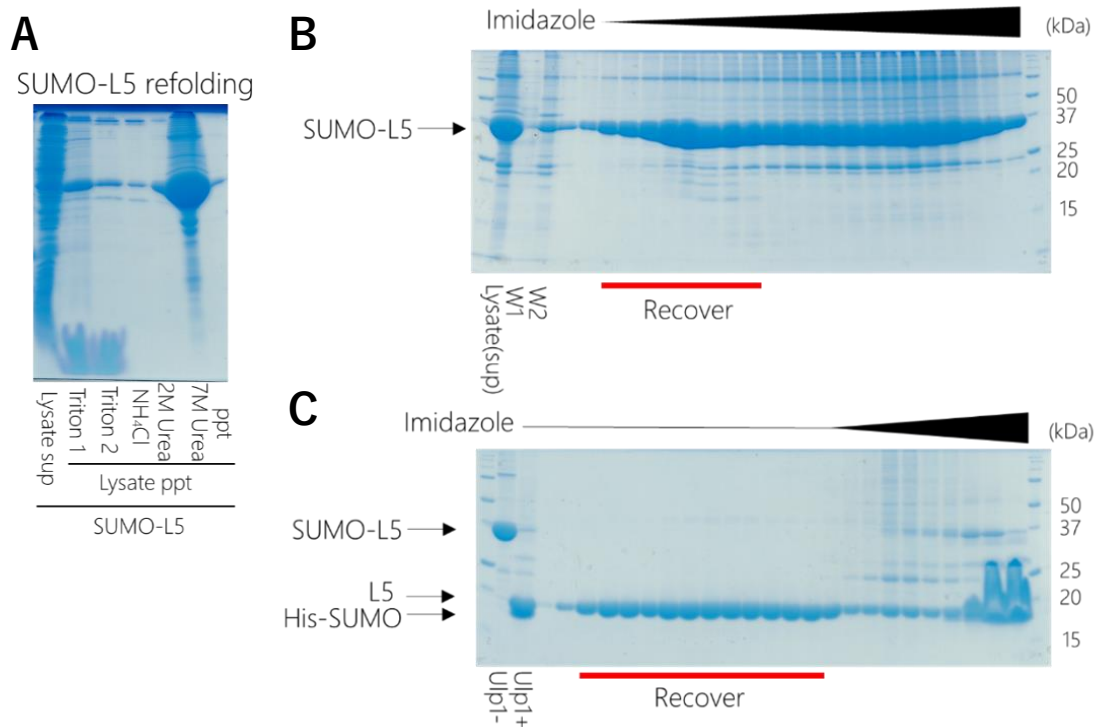 A
SUMO-L5 refolding
Lysate sup
Triton 1
Triton 2
NH₄Cl
2M Urea
7M Urea
ppt
Lysate ppt
SUMO-L5
B
Imidazole
(kDa)
SUMO-L5
50
37
25
20
15
Lysate(sup)
W1
W2
Recover
C
Imidazole
(kDa)
SUMO-L5
L5
His-SUMO
50
37
25
20
15
Ulp1-
Ulp1+
Recover